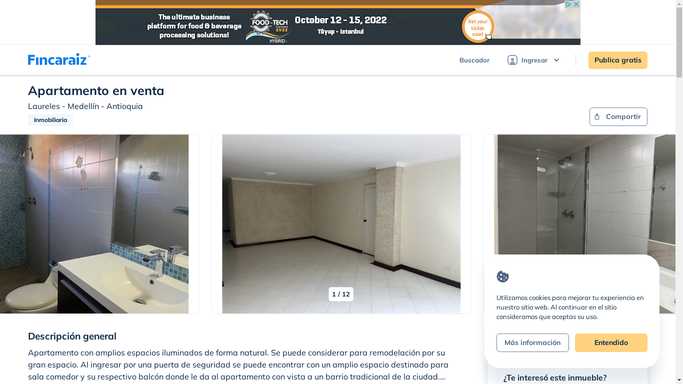 The ultimate business
platform for food & beverage
processing solutions!
FOOD-TECH
HYBRID
October 12 - 15, 2022
Tüyap - Istanbul
Fincaraiz
Buscador
Ingresar
Publica gratis
Apartamento en venta
Laureles - Medellín - Antioquia
Inmobiliaria
Compartir
1 / 12
Utilizamos cookies para mejorar tu experiencia en
nuestro sitio web. Al continuar en el sitio
consideramos que aceptas su uso.
Más información
Entendido
Descripción general
Apartamento con amplios espacios iluminados de forma natural. Se puede considerar para remodelación por su
gran espacio. Al ingresar por una puerta de seguridad se puede encontrar con un amplio espacio destinado para
sala comedor y su respectivo balcón donde le da al apartamento con vista a un barrio tradicional de la ciudad....
¿Te interesó este inmueble?